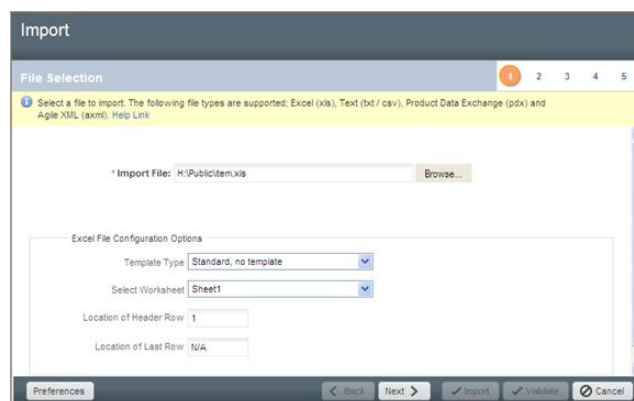 Import
File Selection 1 2 3 4 5
Select a file to import. The following file types are supported; Excel (xls), Text (txt / csv), Product Data Exchange (pdx) and
Agile XML (axml). Help Link
* Import File: H:\Public\item.xls Browse...
Excel File Configuration Options
Template Type Standard, no template
Select Worksheet Sheet1
Location of Header Row 1
Location of Last Row N/A
Preferences Back Next Import Validate Cancel